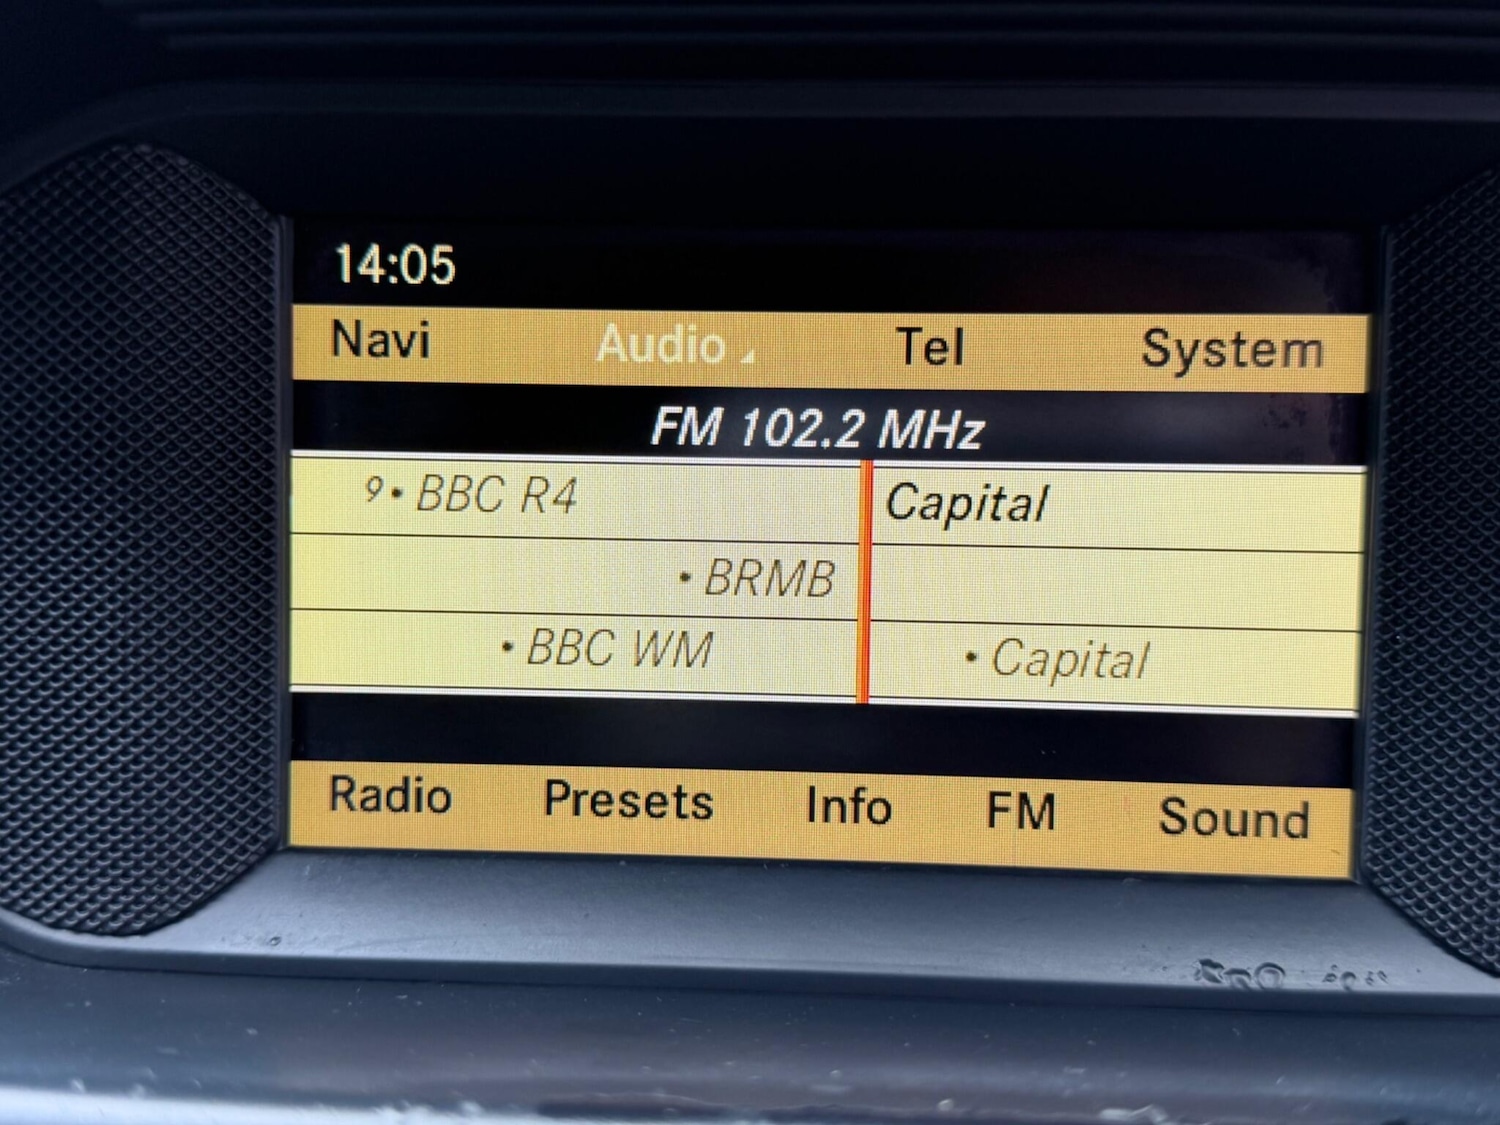 14:05
Navi Audio Tel System
FM 102.2 MHz
9• BBC R4 Capital
• BRMB
• BBC WM • Capital
Radio Presets Info FM Sound